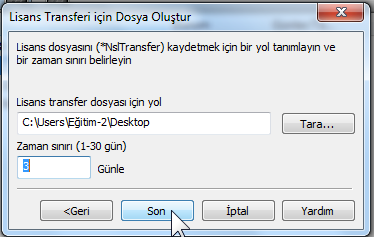 Lisans Transferi için Dosya Oluştur
Lisans dosyasını (*NslTransfer) kaydetmek için bir yol tanımlayın ve
bir zaman sınırı belirleyin
Lisans transfer dosyası için yol
C:\Users\Eğitim-2\Desktop
Tara...
Zaman sınırı (1-30 gün)
3
Günle
<Geri
Son
İptal
Yardım